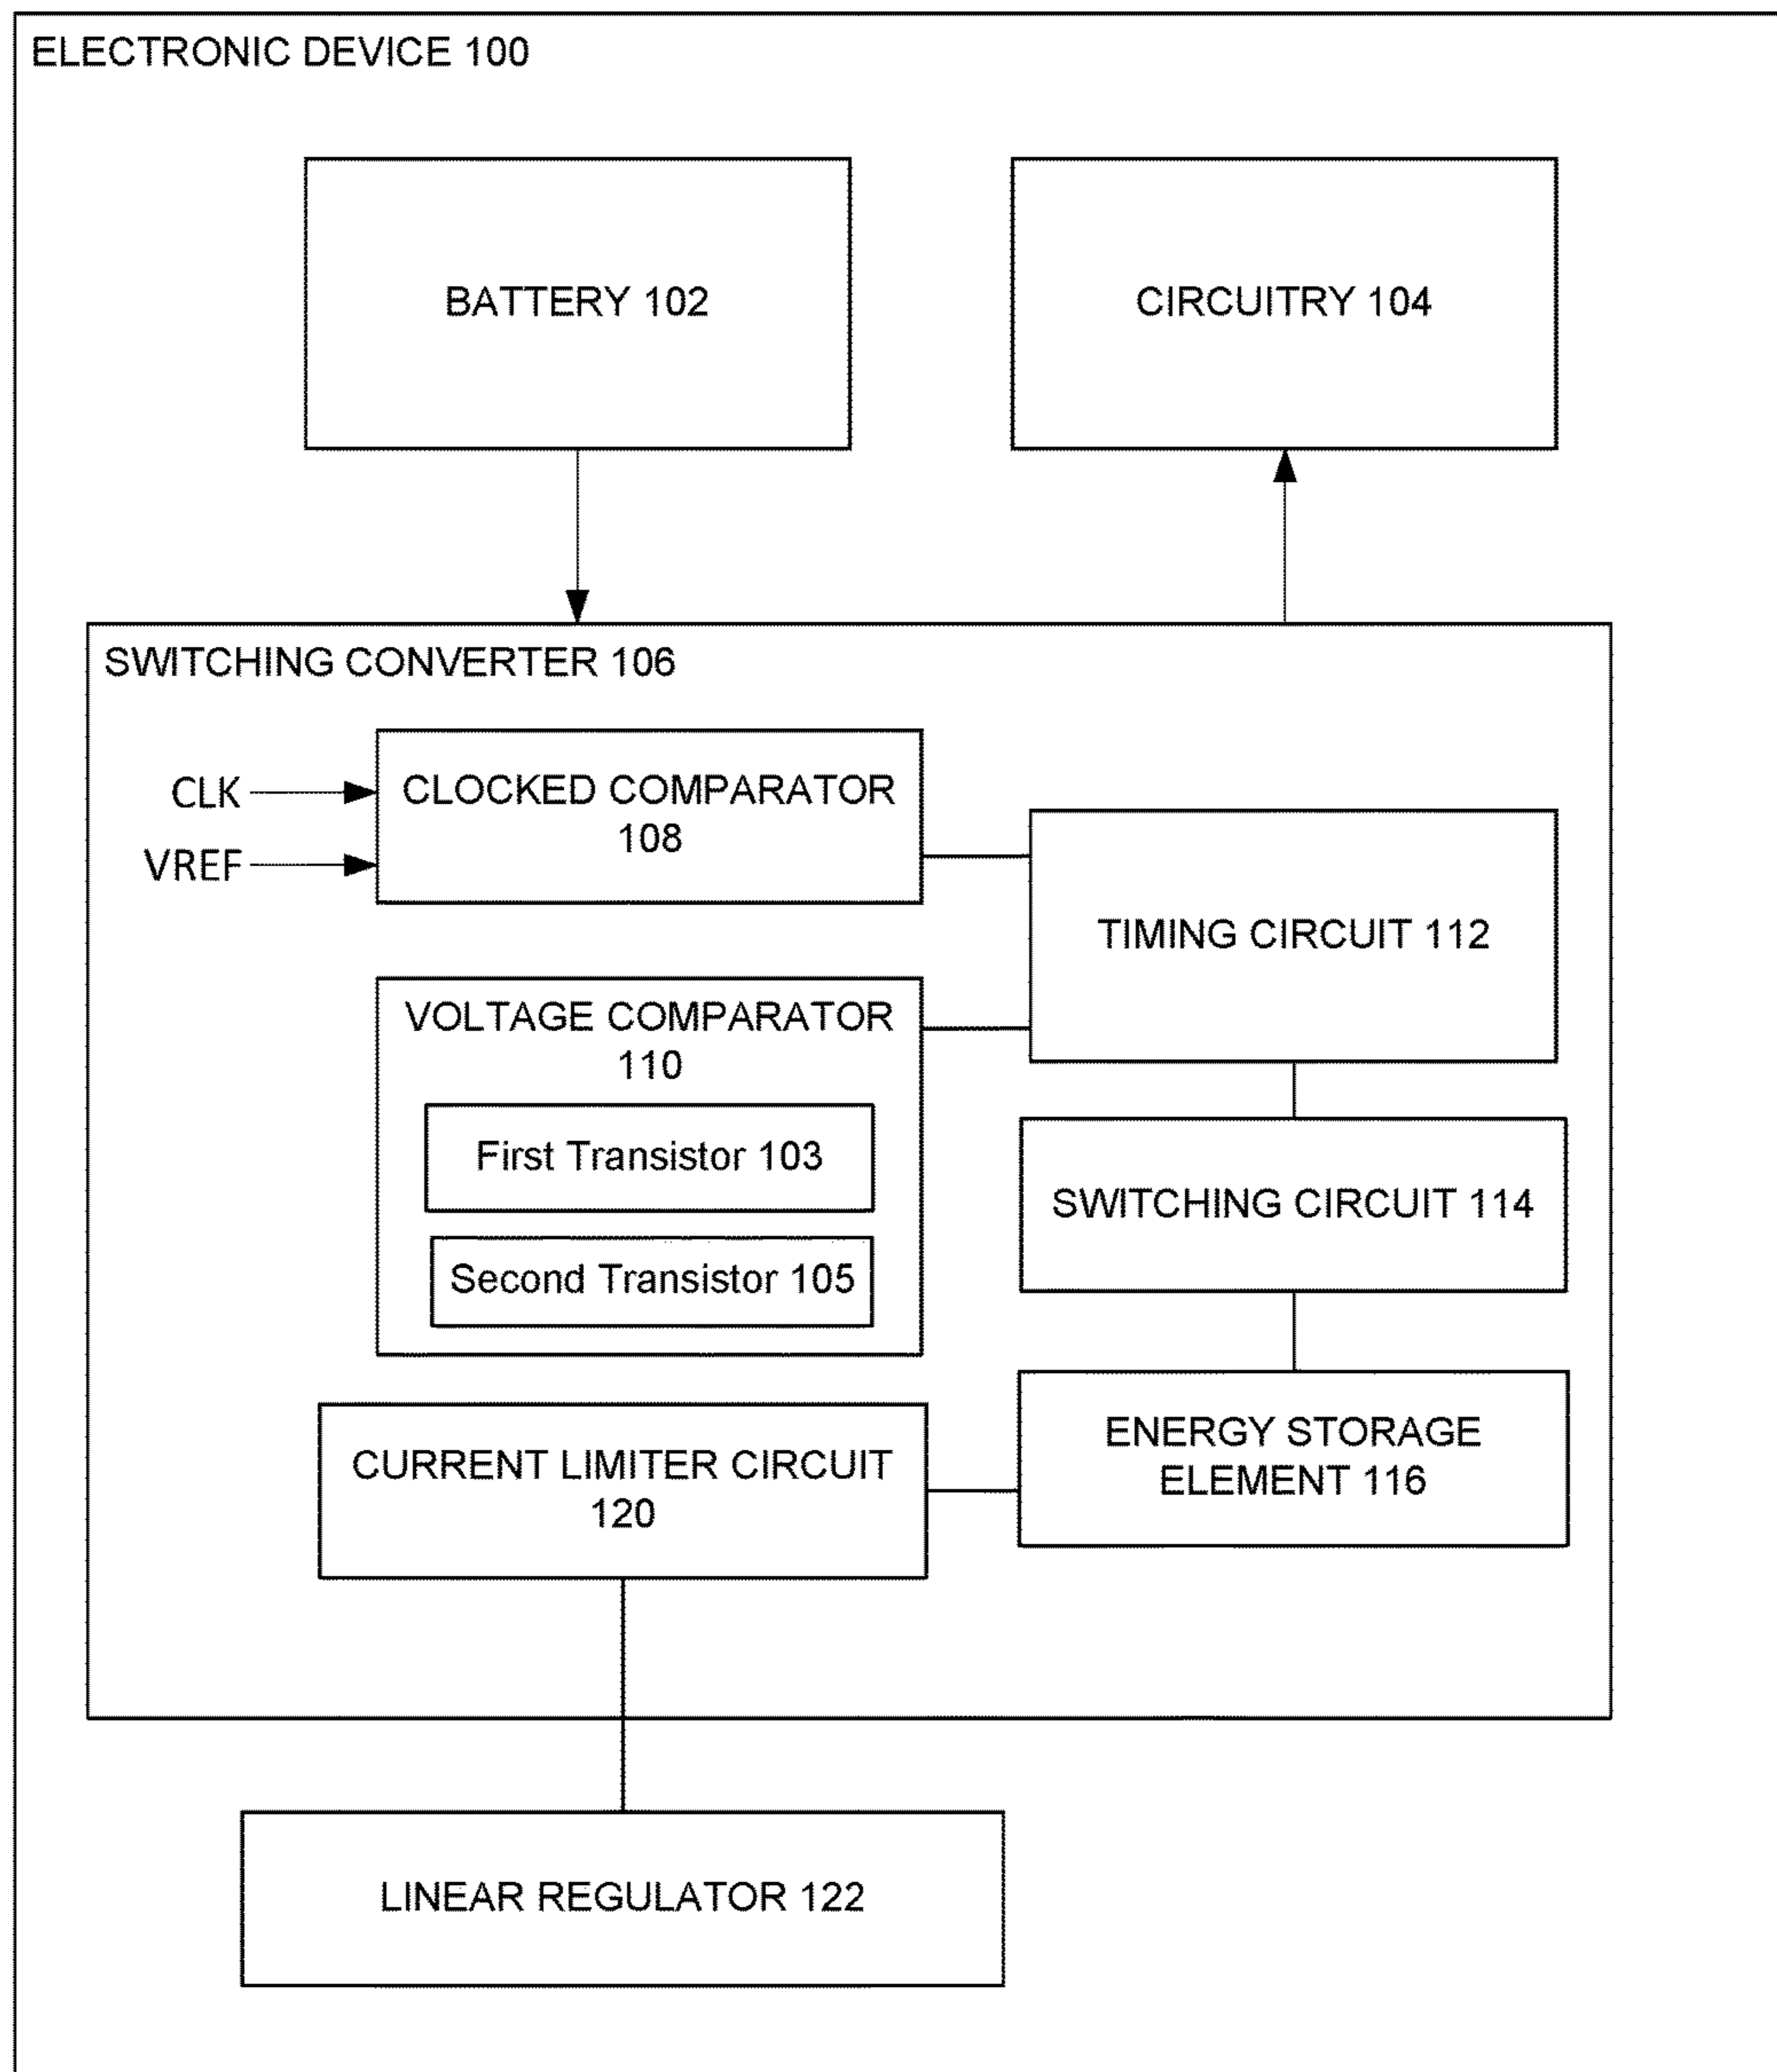 ELECTRONIC DEVICE 100
BATTERY 102
CIRCUITRY 104
SWITCHING CONVERTER 106
CLK
VREF
CLOCKED COMPARATOR
108
TIMING CIRCUIT 112
VOLTAGE COMPARATOR
110
First Transistor 103
Second Transistor 105
SWITCHING CIRCUIT 114
CURRENT LIMITER CIRCUIT
120
ENERGY STORAGE
ELEMENT 116
LINEAR REGULATOR 122